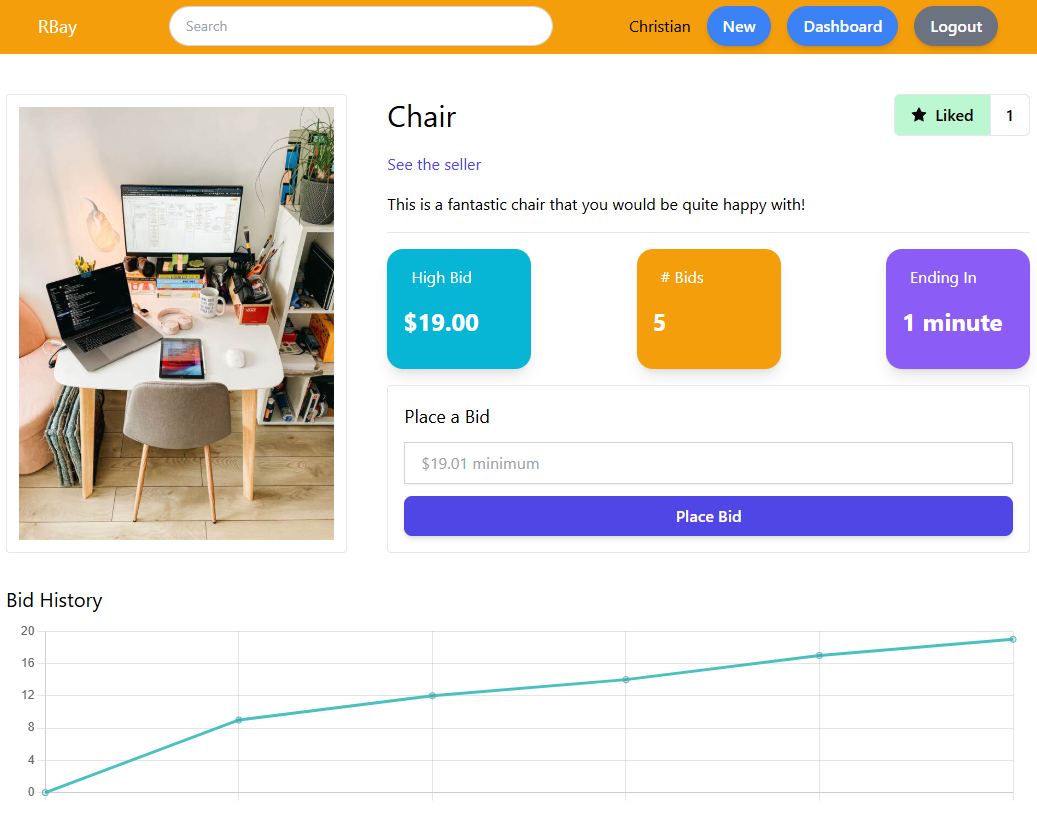 RBay
Search
Christian
New
Dashboard
Logout
Chair
Liked
1
See the seller
This is a fantastic chair that you would be quite happy with!
High Bid
$19.00
# Bids
5
Ending In
1 minute
Place a Bid
$19.01 minimum
Place Bid
Bid History
20
16
12
8
4
0